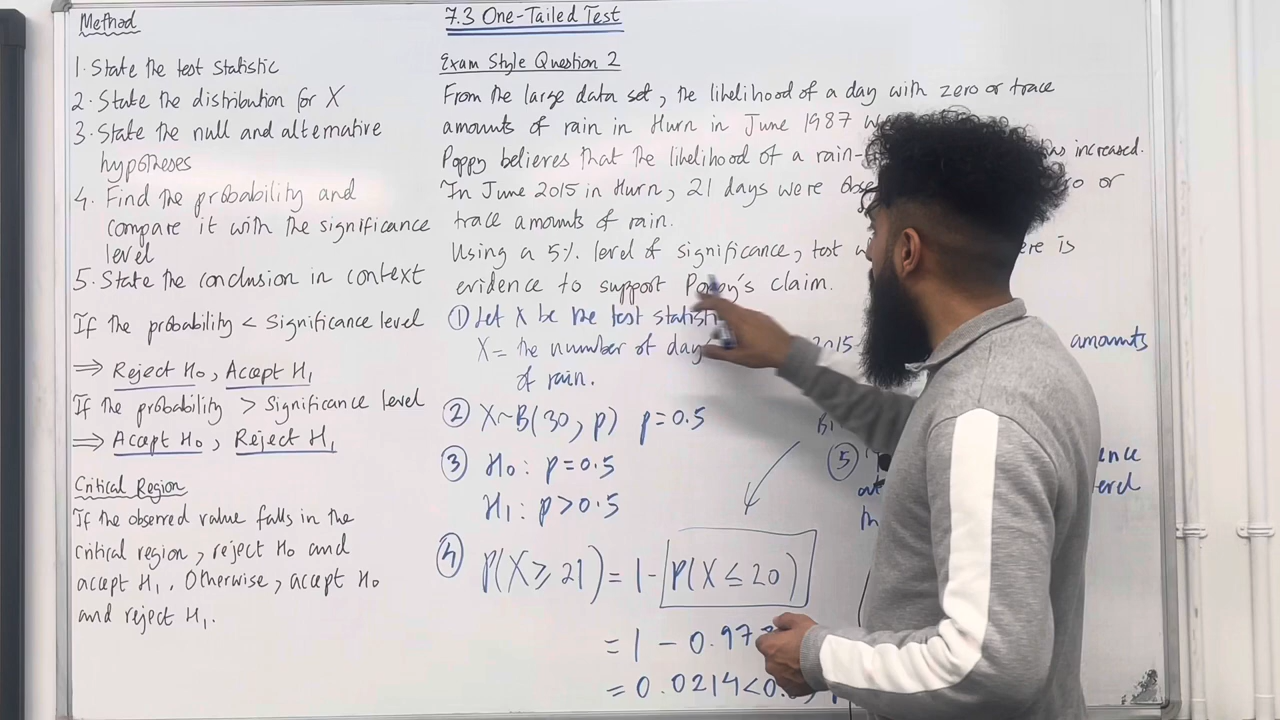 Method
1. State the test statistic
2. State the distribution for X
3. State the null and alternative
hypotheses
4. Find the probability and
compare it with the significance
level
5. State the conclusion in context
If the probability < Significance level
⇒ Reject H₀, Accept H₁
If the probability > Significance level
⇒ Accept H₀, Reject H₁
Critical Region
If the observed value falls in the
critical region, reject H₀ and
accept H₁. Otherwise, accept H₀
and reject H₁.
7.3 One-Tailed Test
Exam Style Question 2
From the large data set, the likelihood of a day with zero or trace
amounts of rain in Hurn in June 1987 w
Poppy believes that the likelihood of a rain- has increased.
In June 2015 in Hurn, 21 days were obs or
trace amounts of rain.
Using a 5% level of significance, test is
evidence to support Poppy's claim.
① Let X be the test statisti
X = the number of day 2015 amounts
of rain.
② X~B(30, p) p=0.5
③ H₀: p=0.5
H₁: p>0.5
④ P(X ≥ 21) = 1 - P(X ≤ 20)
= 1 - 0.97
= 0.0214<0.
⑤